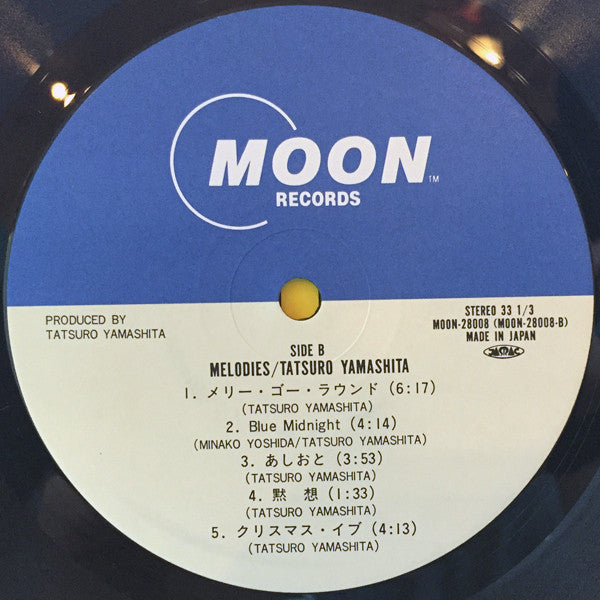 MOON™
RECORDS
PRODUCED BY
TATSURO YAMASHITA
STEREO 33 1/3
MOON-28008 (MOON-28008-B)
MADE IN JAPAN
SIDE B
MELODIES/TATSURO YAMASHITA
1. メリー・ゴー・ラウンド (6:17)
(TATSURO YAMASHITA)
2. Blue Midnight (4:14)
(MINAKO YOSHIDA/TATSURO YAMASHITA)
3. あしおと (3:53)
(TATSURO YAMASHITA)
4. 黙 想 (1:33)
(TATSURO YAMASHITA)
5. クリスマス・イブ (4:13)
(TATSURO YAMASHITA)